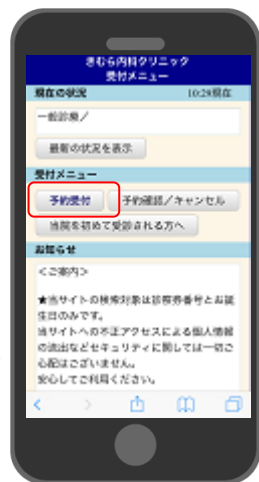 きむら内科クリニック
受付メニュー
現在の状況 10:29現在
一般診療／
最新の状況を表示
受付メニュー
予約受付 予約確認／キャンセル
当院を初めて受診される方へ
お知らせ
＜ご案内＞
★当サイトの検索対象は診察券番号とお誕
生日のみです。
当サイトへの不正アクセスによる個人情報
の流出などセキュリティに関しては一切ご
心配はございません。
安心してご利用ください。